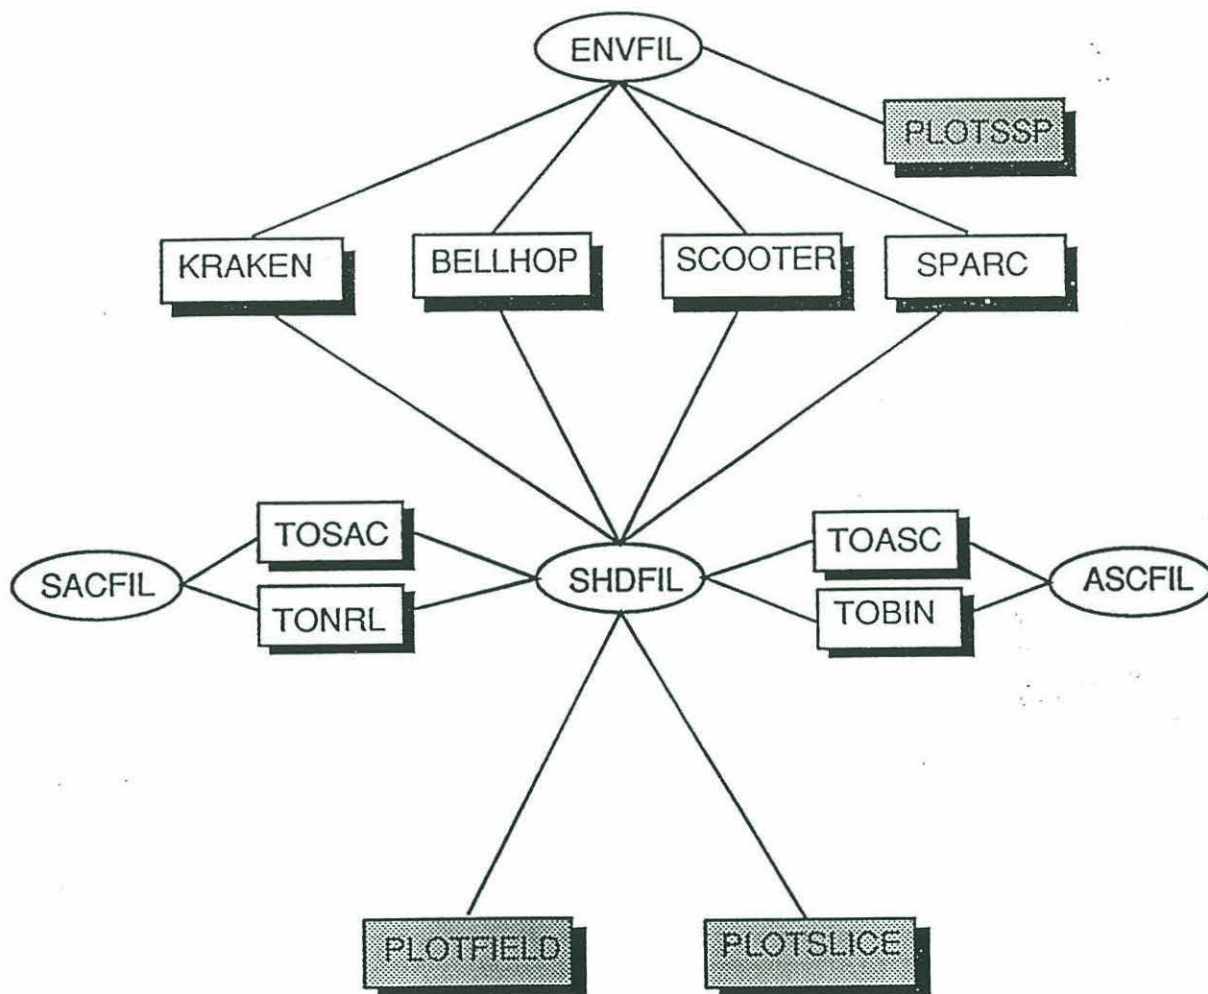 ENVFIL
PLOTSSP
KRAKEN
BELLHOP
SCOOTER
SPARC
TOSAC
TOASC
SACFIL
SHDFIL
ASCFIL
TONRL
TOBIN
PLOTFIELD
PLOTSLICE